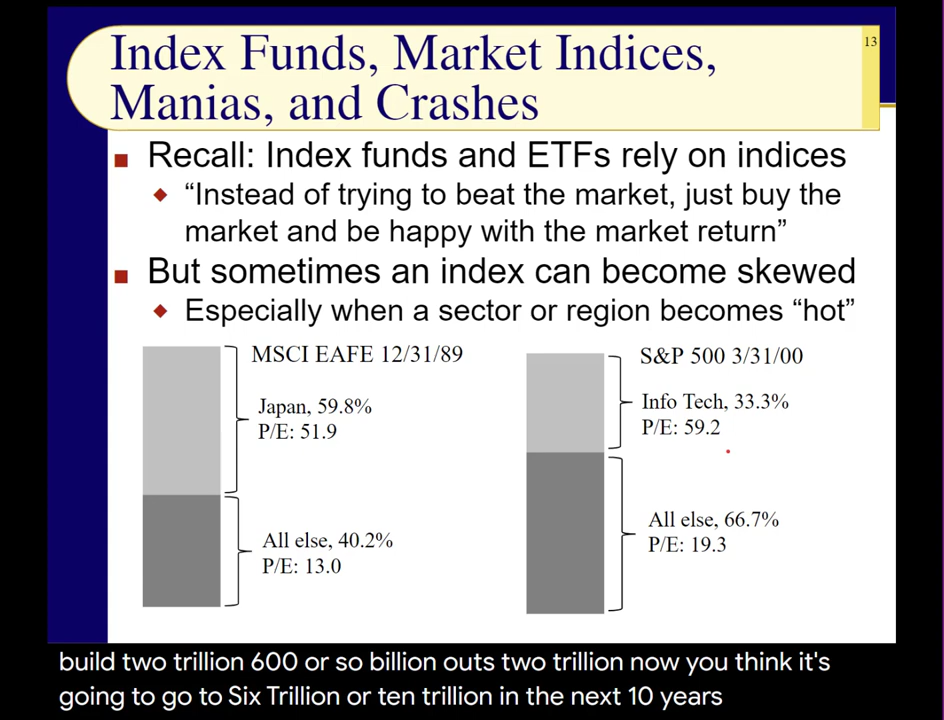 13
Index Funds, Market Indices,
Manias, and Crashes
Recall: Index funds and ETFs rely on indices
“Instead of trying to beat the market, just buy the
market and be happy with the market return”
But sometimes an index can become skewed
Especially when a sector or region becomes “hot”
MSCI EAFE 12/31/89
Japan, 59.8%
P/E: 51.9
All else, 40.2%
P/E: 13.0
S&P 500 3/31/00
Info Tech, 33.3%
P/E: 59.2
All else, 66.7%
P/E: 19.3
build two trillion 600 or so billion outs two trillion now you think it's
going to go to Six Trillion or ten trillion in the next 10 years